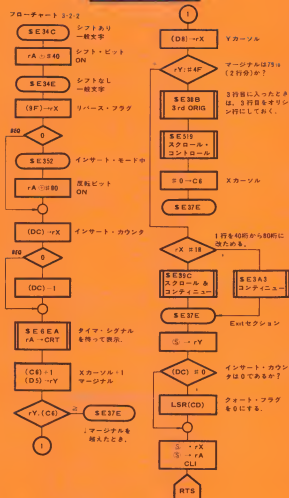 フローチャート 3-2-2
$E34C
シフトあり
一般文字
rA ⊙ #40
シフト・ビット
ON
$E34E
シフトなし
一般文字
(9F)→rX
リバース・フラグ
BEQ
0
$E352
インサート・モード中
rA ⊙ #80
反転ビット
ON
(DC)→rX
インサート・カウンタ
BEQ
0
(DC)-1
$E6EA
rA→CRT
タイマ・シグナル
を待って表示.
(C6)+1
(D5)→rY
Xカーソル+1
マージナル
rY:(C6)
$E37E
↓マージナルを
超えたとき.
1
1
(D8)→rX
Yカーソル
rY:#4F
マージナルは79か
(2行分)か?
$E38B
3rd ORIG
3行目に入ったとき
は、3行目をオリジ
ン行にしておく.
$E519
スクロール・
コントロール
#0→C6
Xカーソル
$E37E
1行を40桁から80桁に
改ためる.
rX #18
$E39C
スクロール &
コンティニュー
$E3A3
コンティニュー
$E37E
Exitセクション
Ⓢ → rY
(DC) #0
インサート・カウン
タは0であるか?
LSR(CD)
クォート・フラグ
を0にする.
Ⓢ → rX
Ⓢ → rA
CLI
RTS